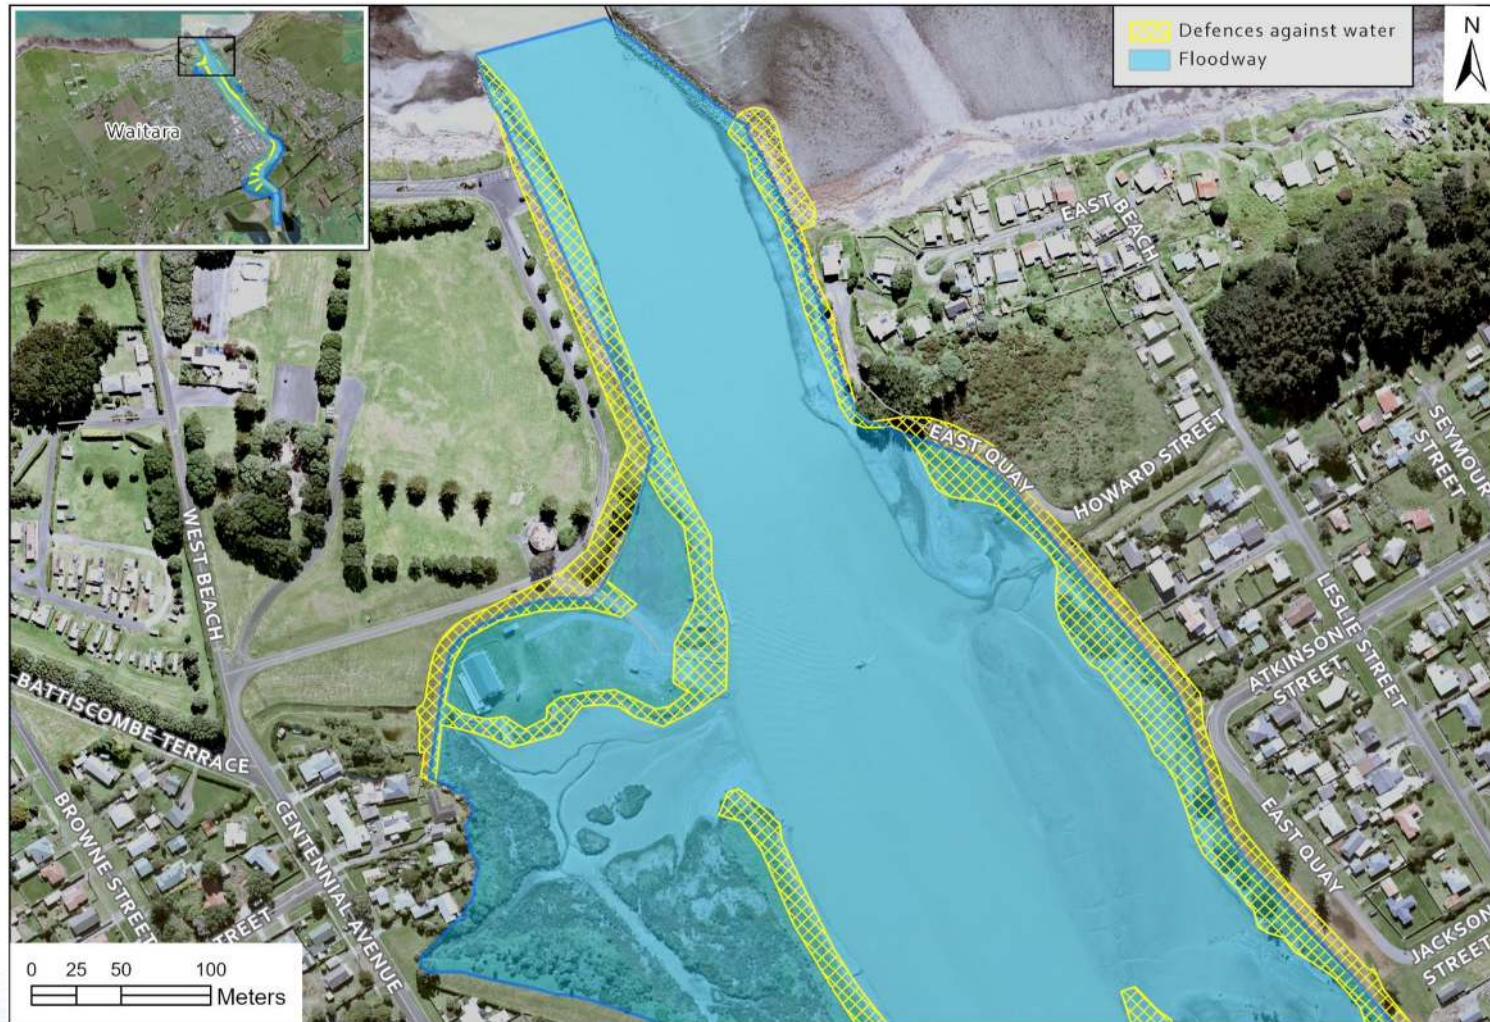 Defences against water
Floodway
N
Waitara
EAST
BEACH
EAST QUAY
HOWARD STREET
SEYMOUR
STREET
WEST BEACH
LESLIE STREET
ATKINSON
STREET
BATTISCOMBE TERRACE
BROWNE STREET
CENTENNIAL AVENUE
STREET
EAST QUAY
JACKSON
STREET
0 25 50 100
Meters